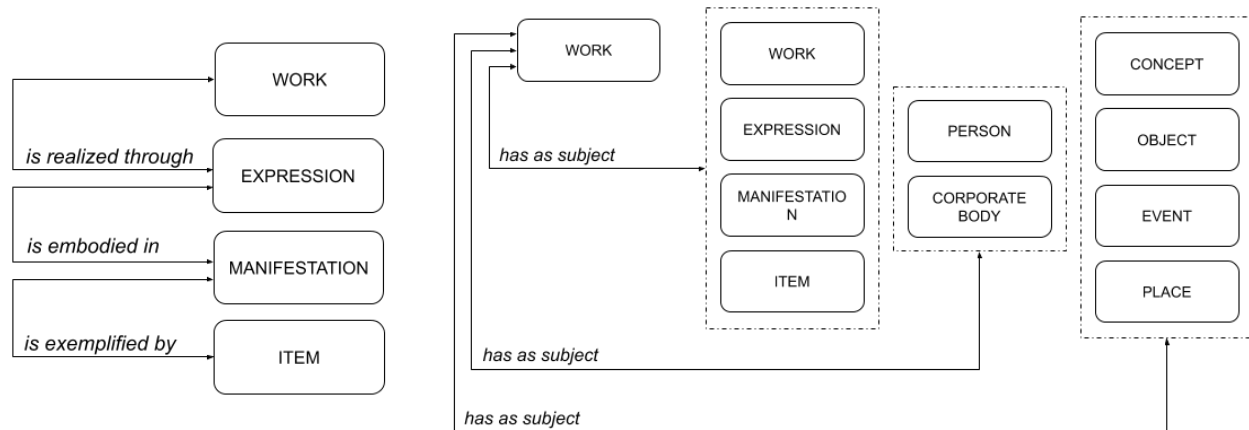 WORK
is realized through
EXPRESSION
is embodied in
MANIFESTATION
is exemplified by
ITEM
WORK
has as subject
WORK
EXPRESSION
MANIFESTATIO
N
ITEM
has as subject
PERSON
CORPORATE
BODY
has as subject
CONCEPT
OBJECT
EVENT
PLACE